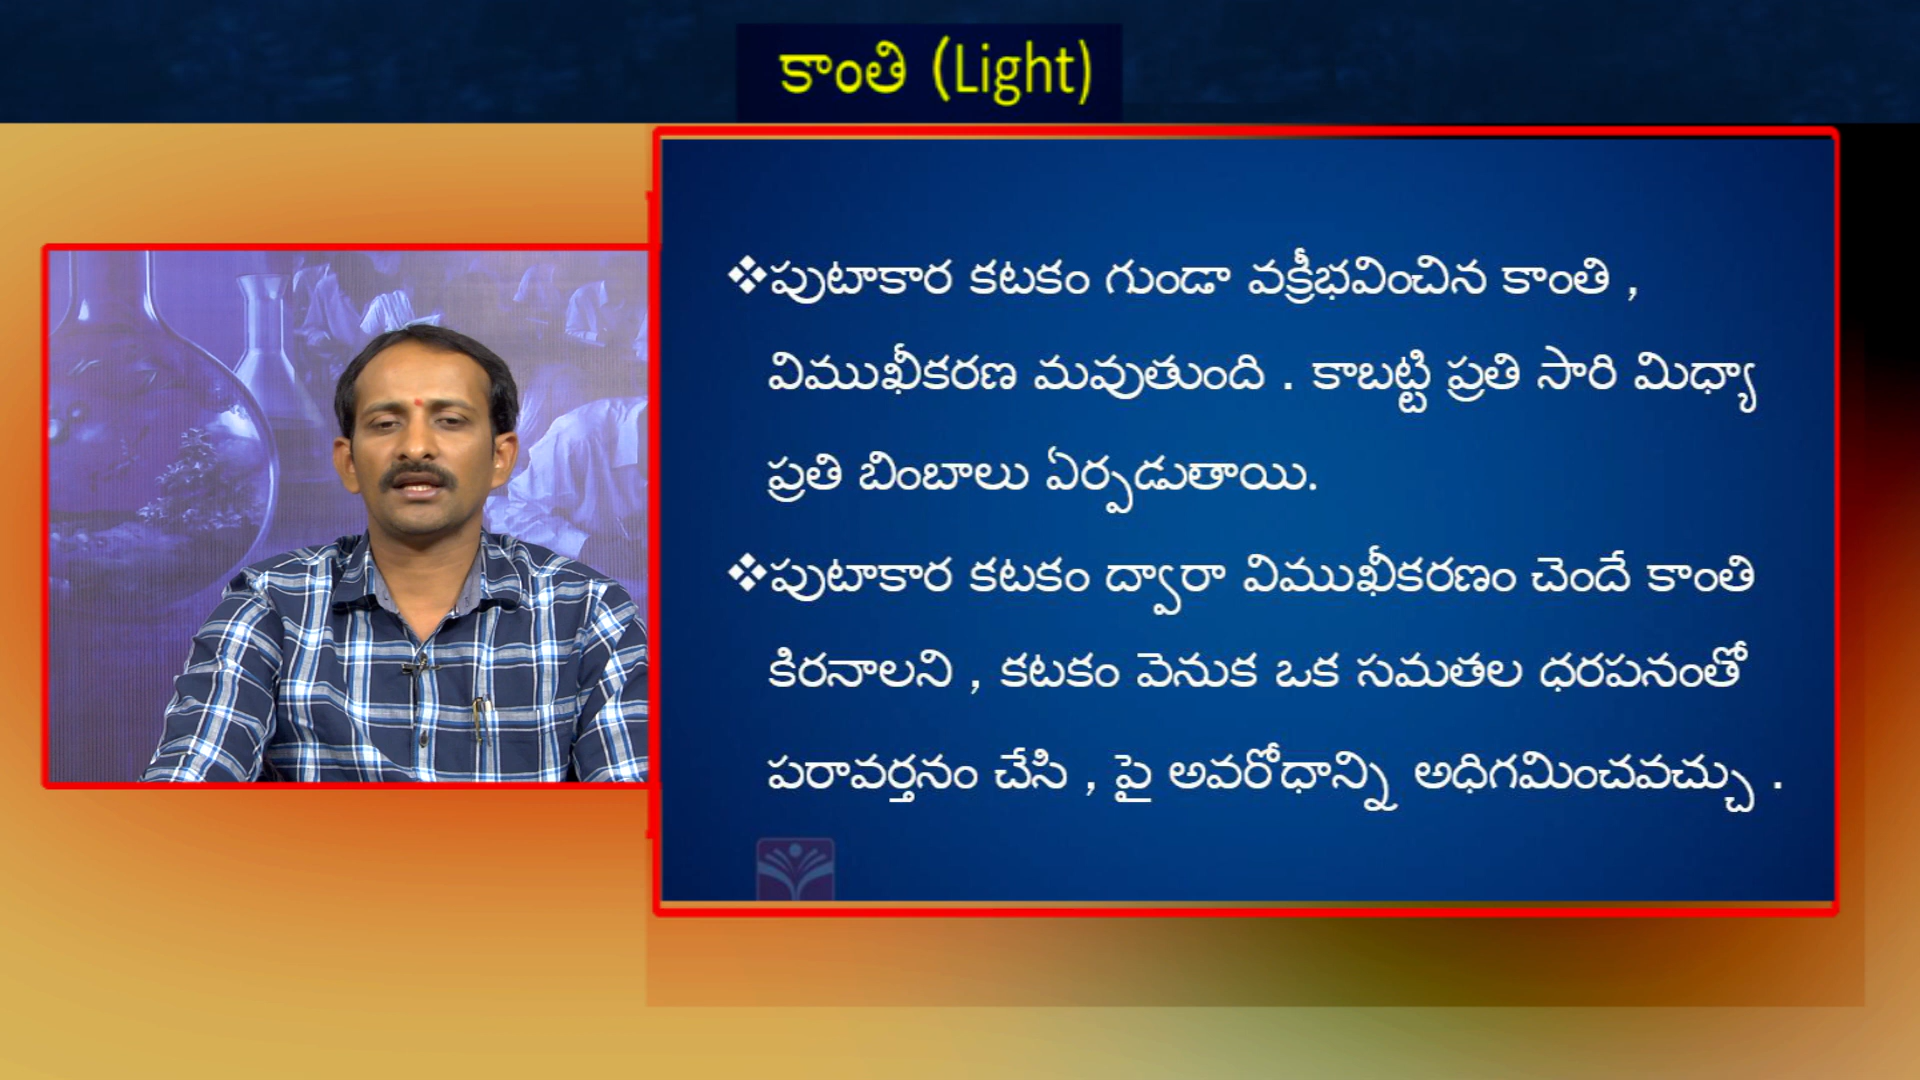 కాంతి (Light)
❖పుటాకార కటకం గుండా వక్రీభవించిన కాంతి ,
విముఖీకరణ మవుతుంది . కాబట్టి ప్రతి సారి మిధ్యా
ప్రతి బింబాలు ఏర్పడుతాయి.
❖పుటాకార కటకం ద్వారా విముఖీకరణం చెందే కాంతి
కిరనాలని , కటకం వెనుక ఒక సమతల ధరపనంతో
పరావర్తనం చేసి , పై అవరోధాన్ని అధిగమించవచ్చు .